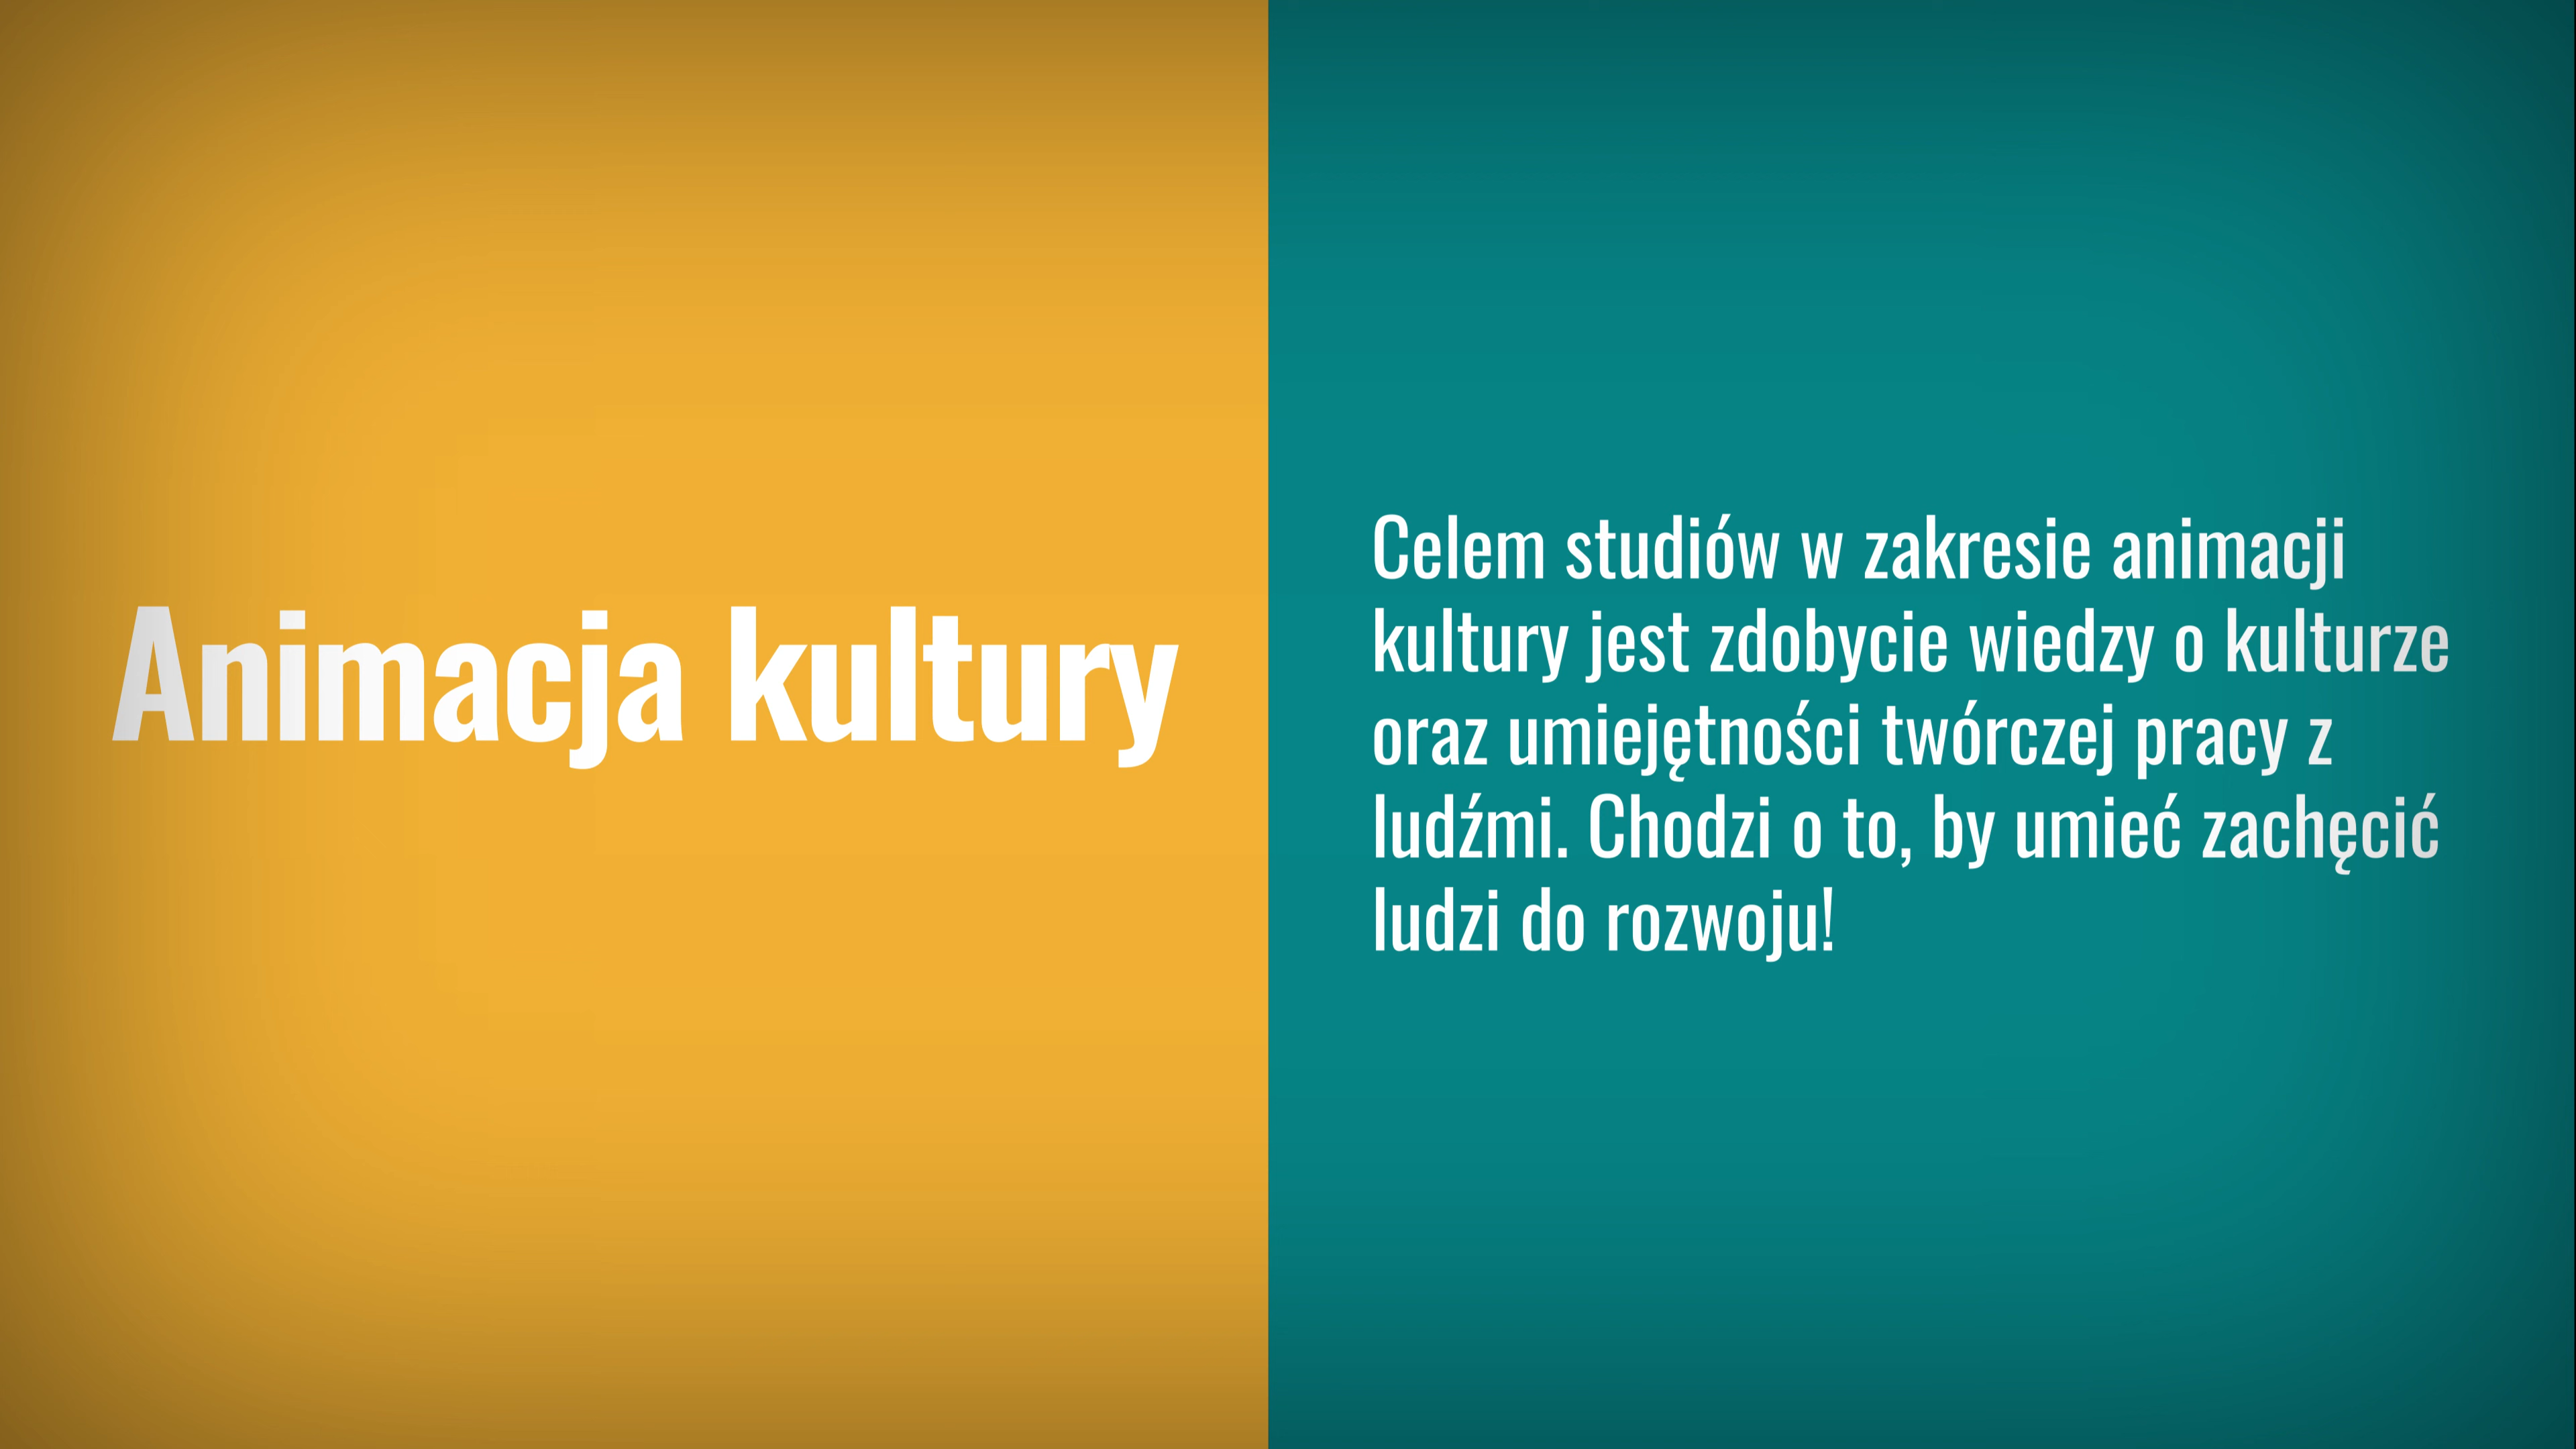 Animacja kultury
Celem studiów w zakresie animacji
kultury jest zdobycie wiedzy o kulturze
oraz umiejętności twórczej pracy z
ludźmi. Chodzi o to, by umieć zachęcić
ludzi do rozwoju!